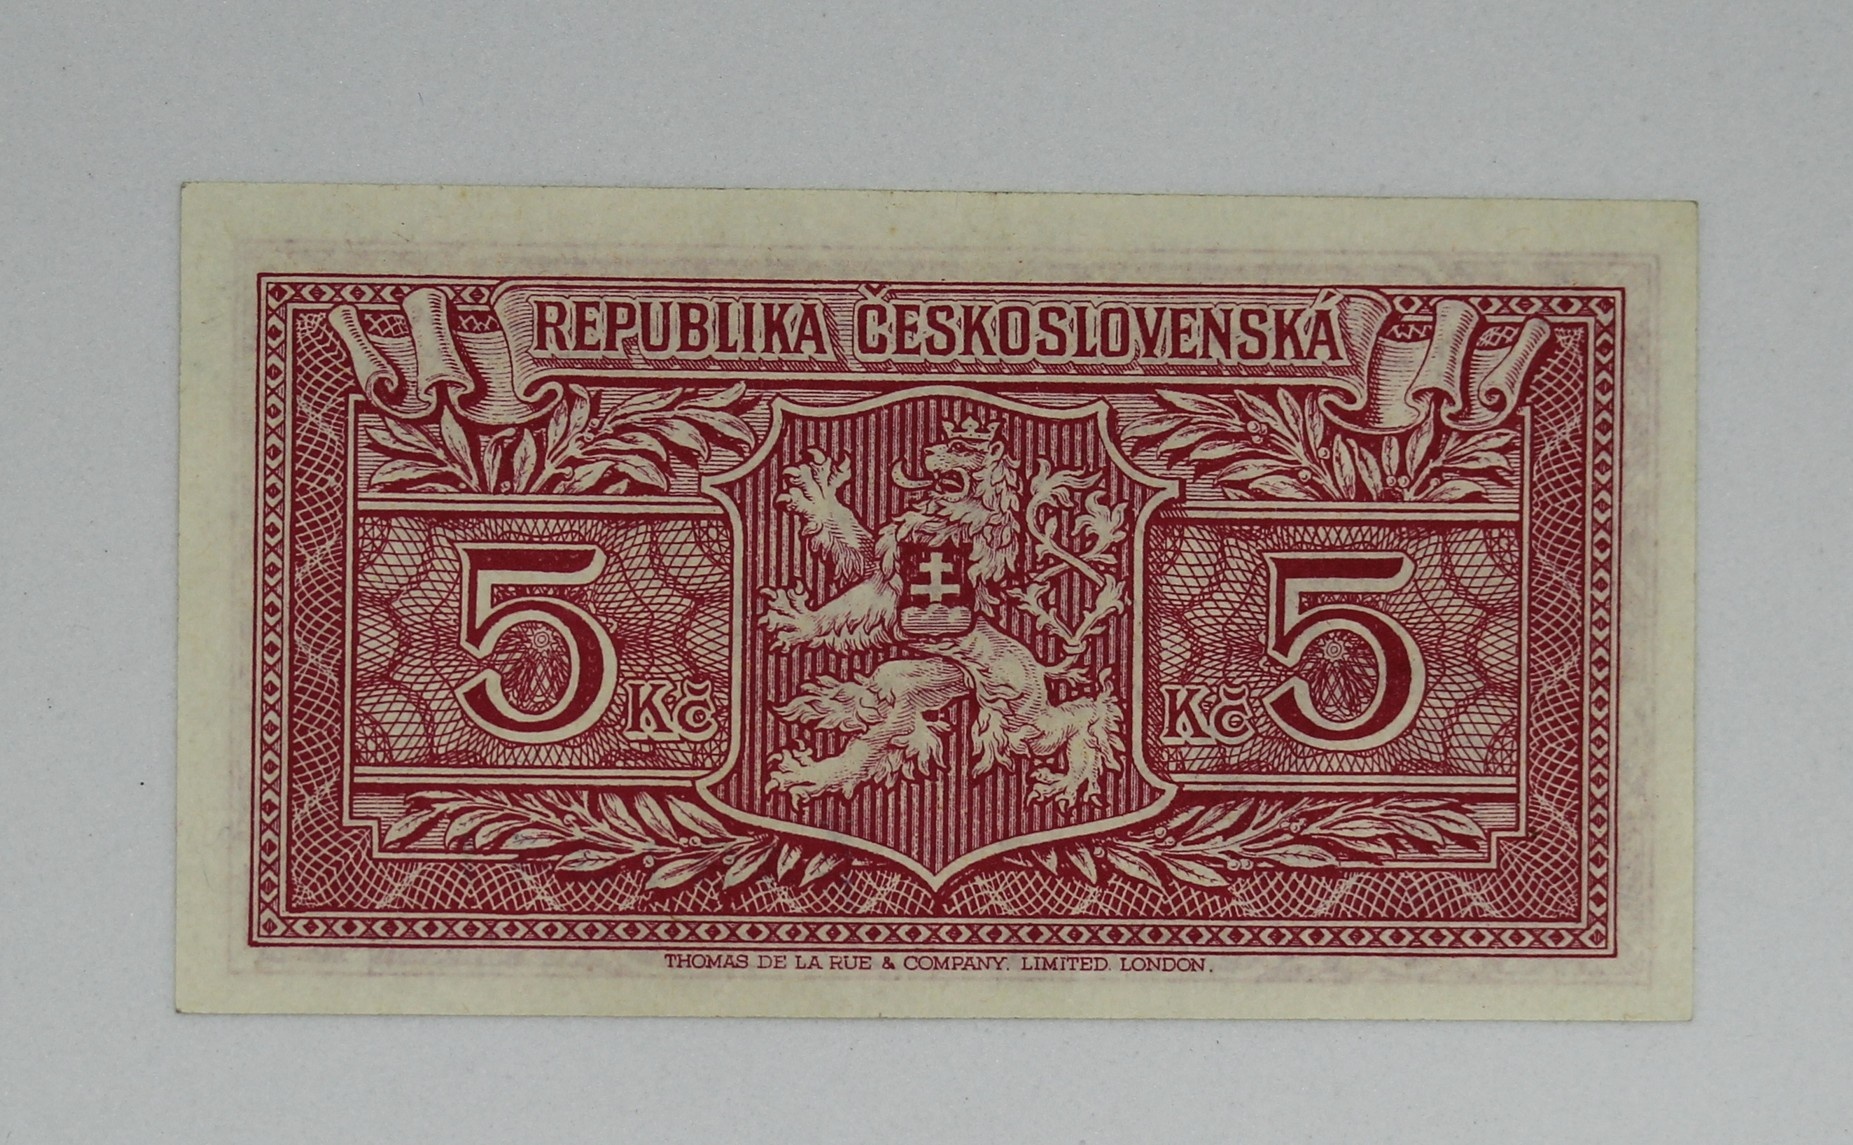 REPUBLIKA ČESKOSLOVENSKÁ
5 Kč Kč 5
THOMAS DE LA RUE & COMPANY, LIMITED, LONDON.